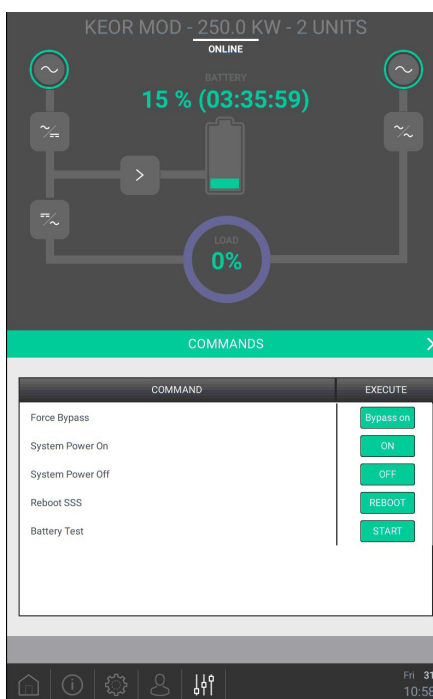 KEOR MOD - 250.0 KW - 2 UNITS
ONLINE
BATTERY
15 % (03:35:59)
LOAD
0%
COMMANDS
COMMAND EXECUTE
Force Bypass Bypass on
System Power On ON
System Power Off OFF
Reboot SSS REBOOT
Battery Test START
Fri 31
10:58